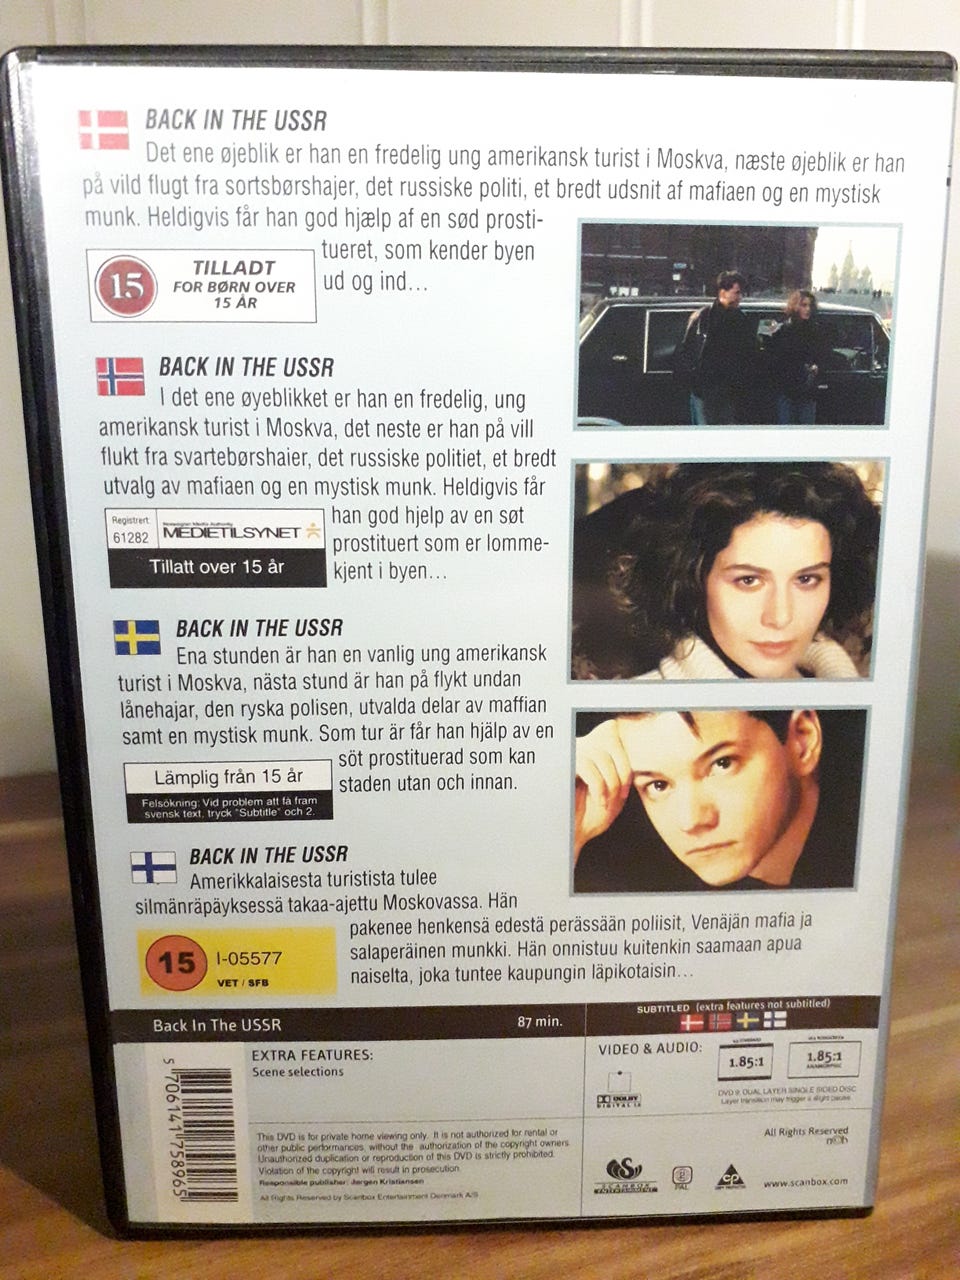 BACK IN THE USSR
Det ene øjeblik er han en fredelig ung amerikansk turist i Moskva, næste øjeblik er han
på vild flugt fra sortsbørshajer, det russiske politi, et bredt udsnit af mafiaen og en mystisk
munk. Heldigvis får han god hjælp af en sød prosti-
tueret, som kender byen
ud og ind...
15
TILLADT
FOR BØRN OVER
15 ÅR
BACK IN THE USSR
I det ene øyeblikket er han en fredelig, ung
amerikansk turist i Moskva, det neste er han på vill
flukt fra svartebørshaier, det russiske politiet, et bredt
utvalg av mafiaen og en mystisk munk. Heldigvis får
han god hjelp av en søt
prostituert som er lomme-
kjent i byen...
Registrert
61282
Norwegian Media Authority
MEDIETILSYNET
Tillatt over 15 år
BACK IN THE USSR
Ena stunden är han en vanlig ung amerikansk
turist i Moskva, nästa stund är han på flykt undan
lånehajar, den ryska polisen, utvalda delar av maffian
samt en mystisk munk. Som tur är får han hjälp av en
söt prostituerad som kan
staden utan och innan.
Lämplig från 15 år
Felsökning: Vid problem att få fram
svensk text, tryck "Subtitle" och 2.
BACK IN THE USSR
Amerikkalaisesta turistista tulee
silmänräpäyksessä takaa-ajettu Moskovassa. Hän
pakenee henkensä edestä perässään poliisit, Venäjän mafia ja
salaperäinen munkki. Hän onnistuu kuitenkin saamaan apua
naiselta, joka tuntee kaupungin läpikotaisin...
15
I-05577
VET / SFB
Back In The USSR
87 min.
SUBTITLED (extra features not subtitled)
5 706141 758965
EXTRA FEATURES:
Scene selections
VIDEO & AUDIO:
1.85:1
1.85:1
ANAMORPHIC
DOLBY
DIGITAL
DVD 9: DUAL LAYER SINGLE SIDED DISC
Layer transition may trigger a slight pause.
This DVD is for private home viewing only. It is not authorized for rental or
other public performances, without the authorization of the copyright owners.
Unauthorized duplication or reproduction of this DVD is strictly prohibited.
Violation of the copyright will result in prosecution.
Responsible publisher: Jørgen Kristiansen
All Rights Reserved by Scanbox Entertainment Denmark A/S
All Rights Reserved
SCANBOX
ENTERTAINMENT
PAL
CP
www.scanbox.com